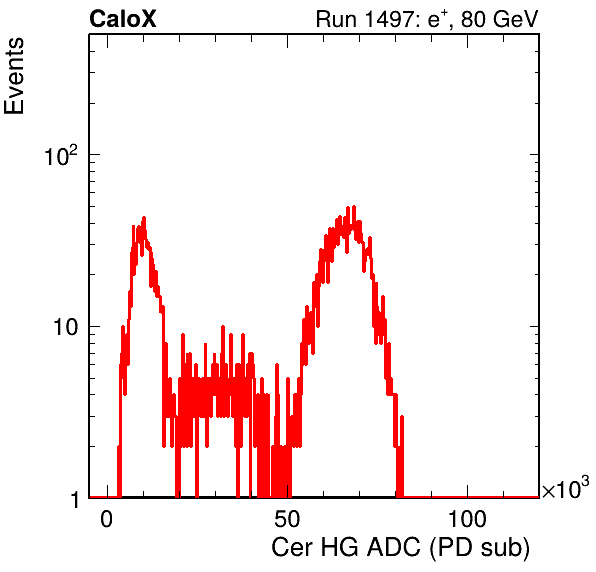 CaloX Run 1497: e⁺, 80 GeV
Events
10²
10
1
0 50 100 ×10³
Cer HG ADC (PD sub)